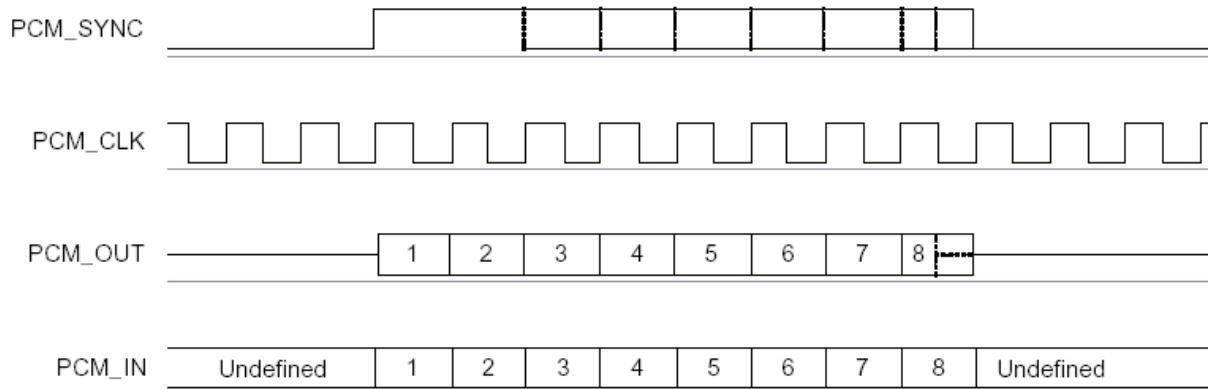 PCM_SYNC
PCM_CLK
PCM_OUT 1 2 3 4 5 6 7 8
PCM_IN Undefined 1 2 3 4 5 6 7 8 Undefined